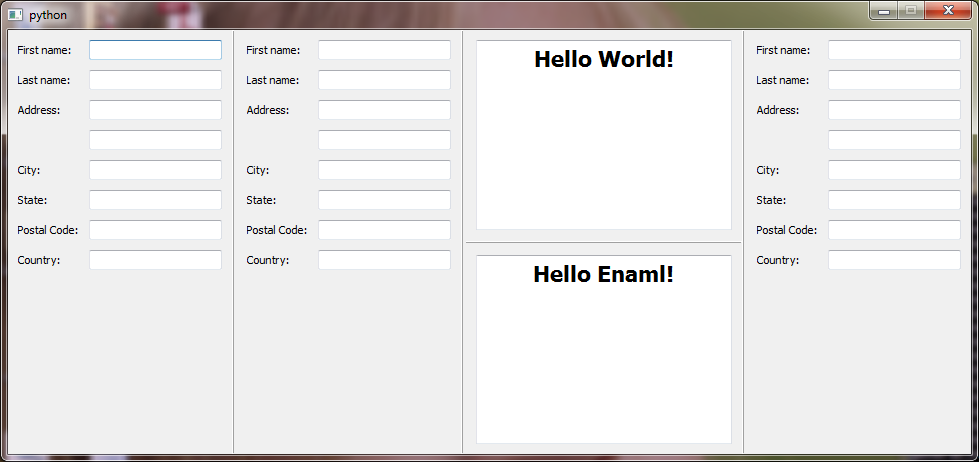 python
First name:
Last name:
Address:
City:
State:
Postal Code:
Country:
First name:
Last name:
Address:
City:
State:
Postal Code:
Country:
Hello World!
Hello Enaml!
First name:
Last name:
Address:
City:
State:
Postal Code:
Country: